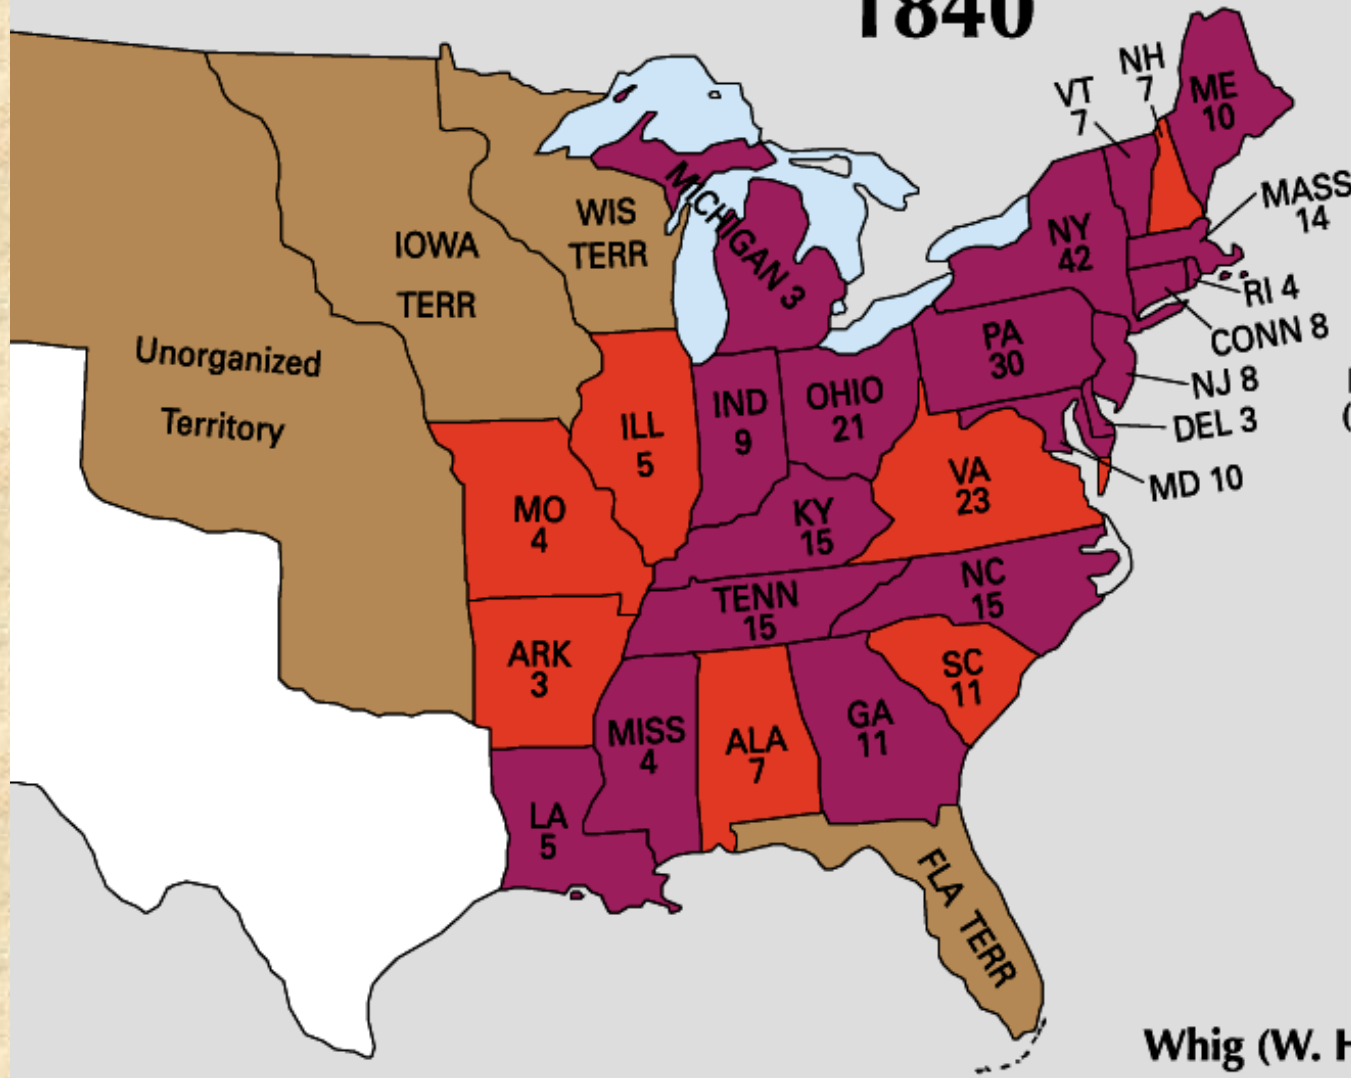 1840
NH
7
VT
7
ME
10
MASS
14
NY
42
RI 4
CONN 8
NJ 8
DEL 3
MD 10
PA
30
MICHIGAN 3
WIS
TERR
IOWA
TERR
Unorganized
Territory
ILL
5
IND
9
OHIO
21
VA
23
MO
4
KY
15
TENN
15
NC
15
ARK
3
SC
11
MISS
4
ALA
7
GA
11
LA
5
FLA TERR
Whig (W. H